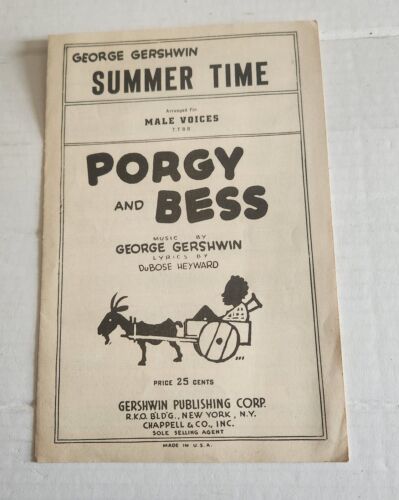 GEORGE GERSHWIN
SUMMER TIME
Arranged for
MALE VOICES
T.T.B.B.
PORGY
AND BESS
MUSIC BY
GEORGE GERSHWIN
LYRICS BY
DuBOSE HEYWARD
PRICE 25 CENTS
GERSHWIN PUBLISHING CORP.
R.K.O. BL'D'G., NEW YORK, N.Y.
CHAPPELL & CO., INC.
SOLE SELLING AGENT
MADE IN U.S.A.